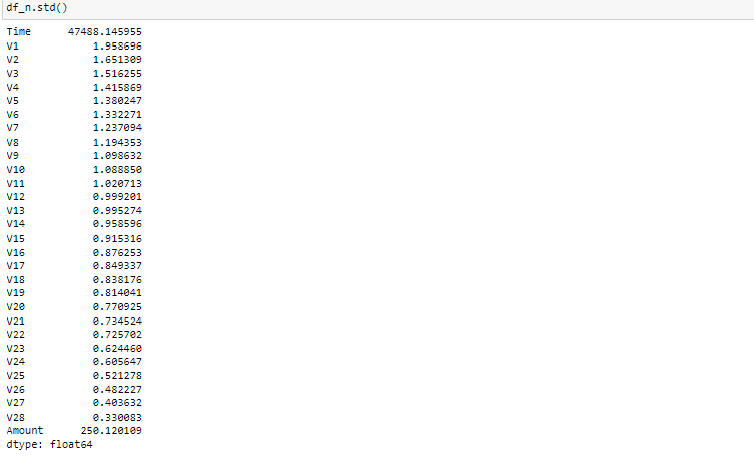 df_n.std()
Time 47488.145955
V1 1.958696
V2 1.651309
V3 1.516255
V4 1.415869
V5 1.380247
V6 1.332271
V7 1.237094
V8 1.194353
V9 1.098632
V10 1.088850
V11 1.020713
V12 0.999201
V13 0.995274
V14 0.958596
V15 0.915316
V16 0.876253
V17 0.849337
V18 0.838176
V19 0.814041
V20 0.770925
V21 0.734524
V22 0.725702
V23 0.624460
V24 0.605647
V25 0.521278
V26 0.482227
V27 0.403632
V28 0.330083
Amount 250.120109
dtype: float64